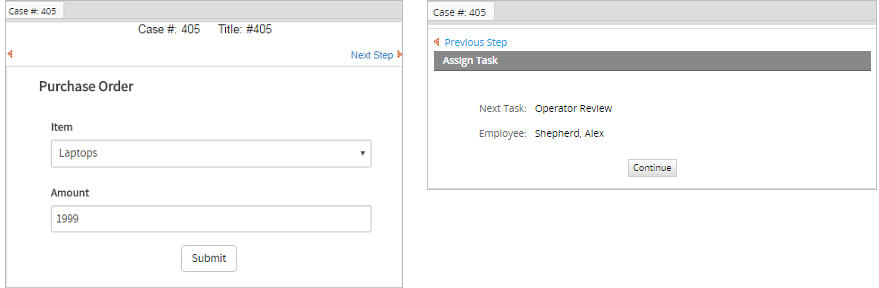 Case #: 405
Case #: 405 Title: #405
Next Step
Purchase Order
Item
Laptops
Amount
1999
Submit
Case #: 405
Previous Step
Assign Task
Next Task: Operator Review
Employee: Shepherd, Alex
Continue